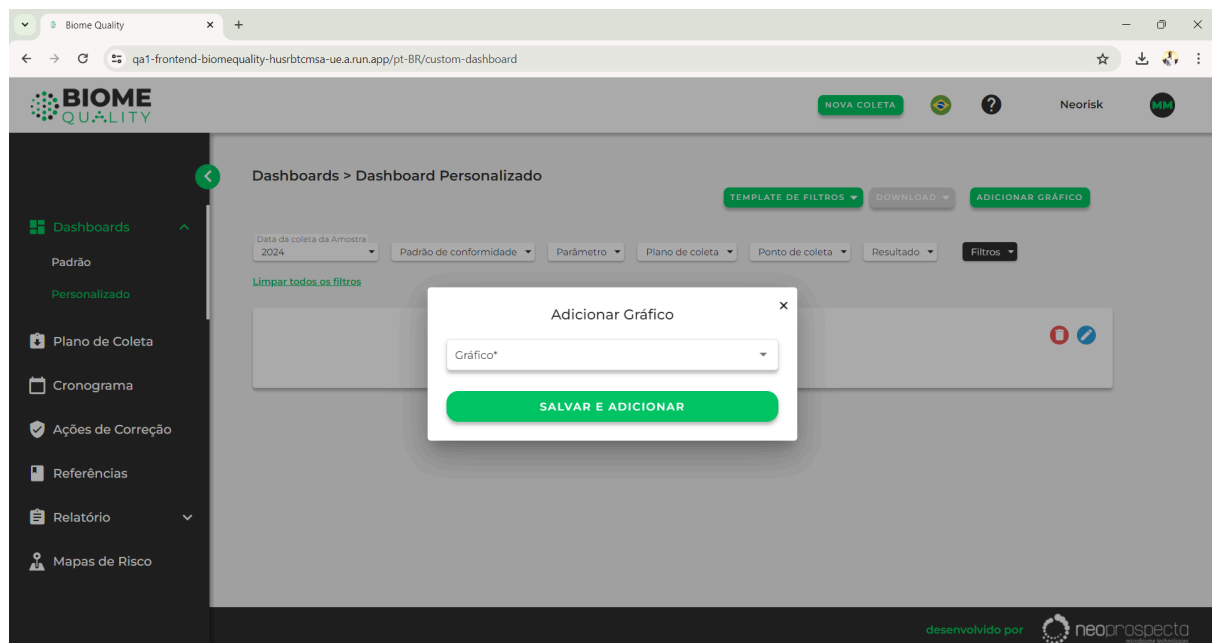 Biome Quality
qa1-frontend-biomequality-husrbtcmsa-ue.a.run.app/pt-BR/custom-dashboard
BIOME
QUALITY
NOVA COLETA
Neorisk
MM
Dashboards > Dashboard Personalizado
TEMPLATE DE FILTROS
DOWNLOAD
ADICIONAR GRÁFICO
Dashboards
Padrão
Personalizado
Plano de Coleta
Cronograma
Ações de Correção
Referências
Relatório
Mapas de Risco
Data da coleta da Amostra
2024
Padrão de conformidade
Parâmetro
Plano de coleta
Ponto de coleta
Resultado
Filtros
Limpar todos os filtros
Adicionar Gráfico
Gráfico*
SALVAR E ADICIONAR
desenvolvido por
neoprospecta
microbiome technologies